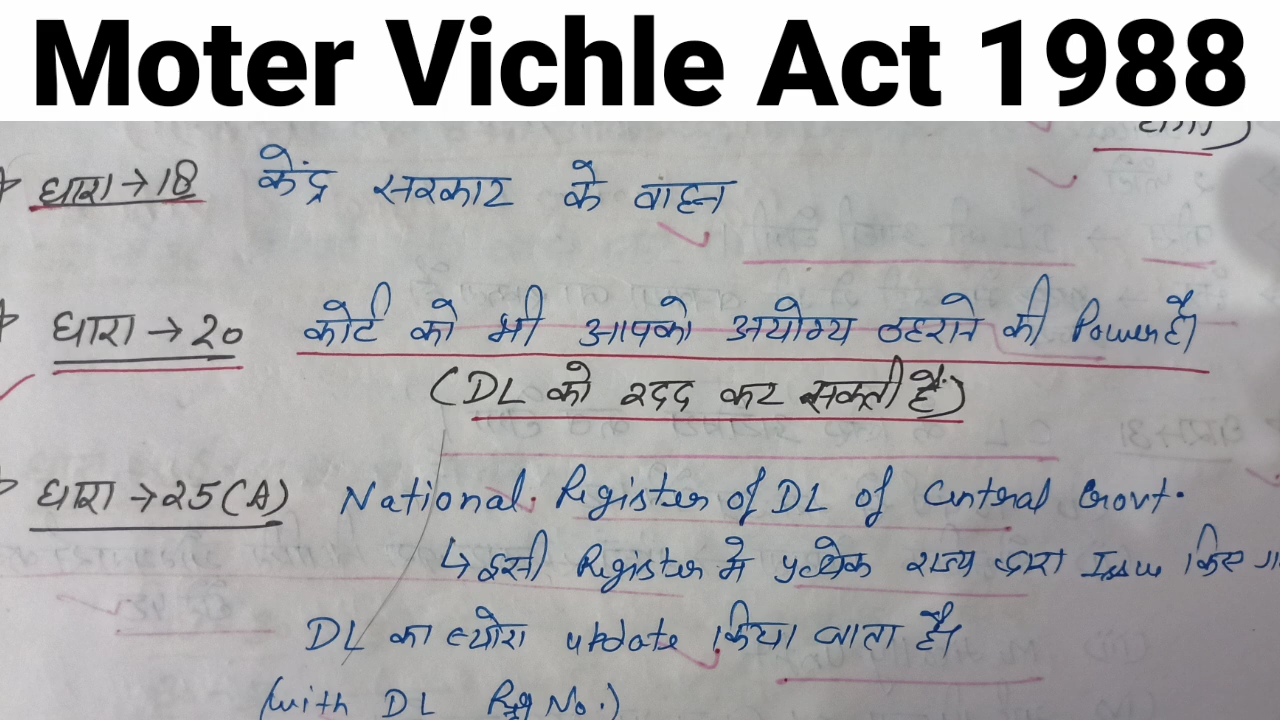 Moter Vichle Act 1988
धारा → 18 केंद्र सरकार के वाहन
धारा → 20 कोर्ट को भी आपको अयोग्य ठहराने की Power है।
(DL को रदद कर सकती है)
धारा → 25(A) National Register of DL of Central Govt.
↳ इसी Register मे प्रत्येक राज्य द्वारा Issue किए
DL का ब्योरा update किया जाता है।
(with DL Reg No.)